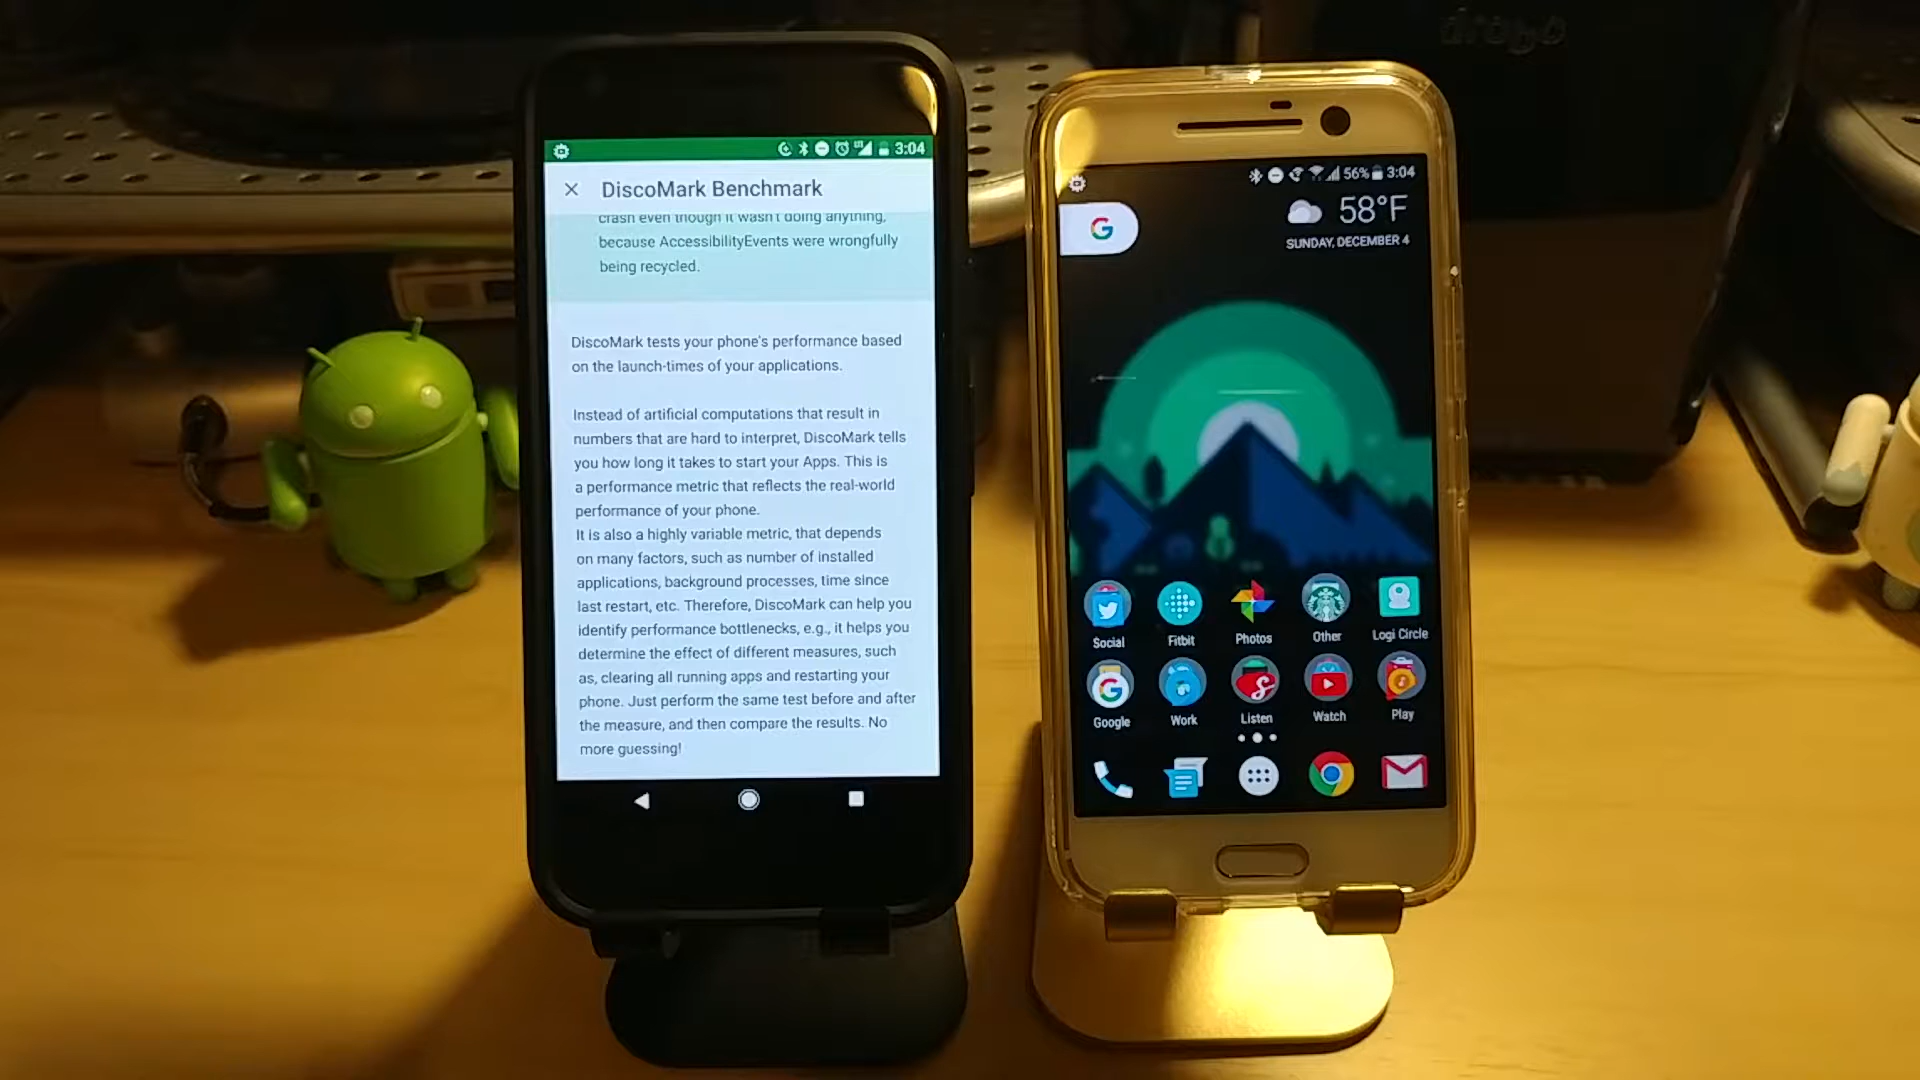 drobo
3:04
DiscoMark Benchmark
crash even though it wasn't doing anything,
because AccessibilityEvents were wrongfully
being recycled.
DiscoMark tests your phone's performance based
on the launch-times of your applications.
Instead of artificial computations that result in
numbers that are hard to interpret, DiscoMark tells
you how long it takes to start your Apps. This is
a performance metric that reflects the real-world
performance of your phone.
It is also a highly variable metric, that depends
on many factors, such as number of installed
applications, background processes, time since
last restart, etc. Therefore, DiscoMark can help you
identify performance bottlenecks, e.g., it helps you
determine the effect of different measures, such
as, clearing all running apps and restarting your
phone. Just perform the same test before and after
the measure, and then compare the results. No
more guessing!
56% 3:04
G
58°F
SUNDAY, DECEMBER 4
Social Fitbit Photos Other Logi Circle
Google Work Listen Watch Play